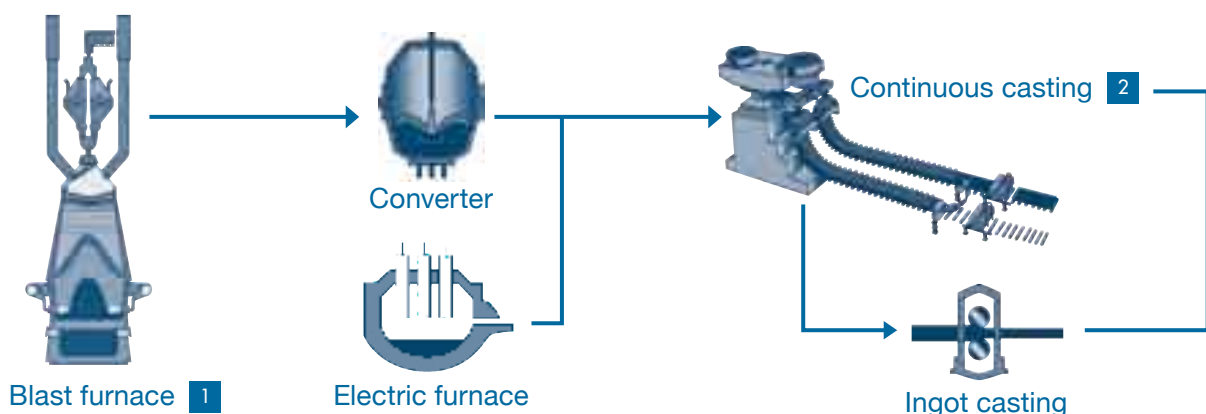 Continuous casting 2
Converter
Blast furnace 1
Electric furnace
Ingot casting